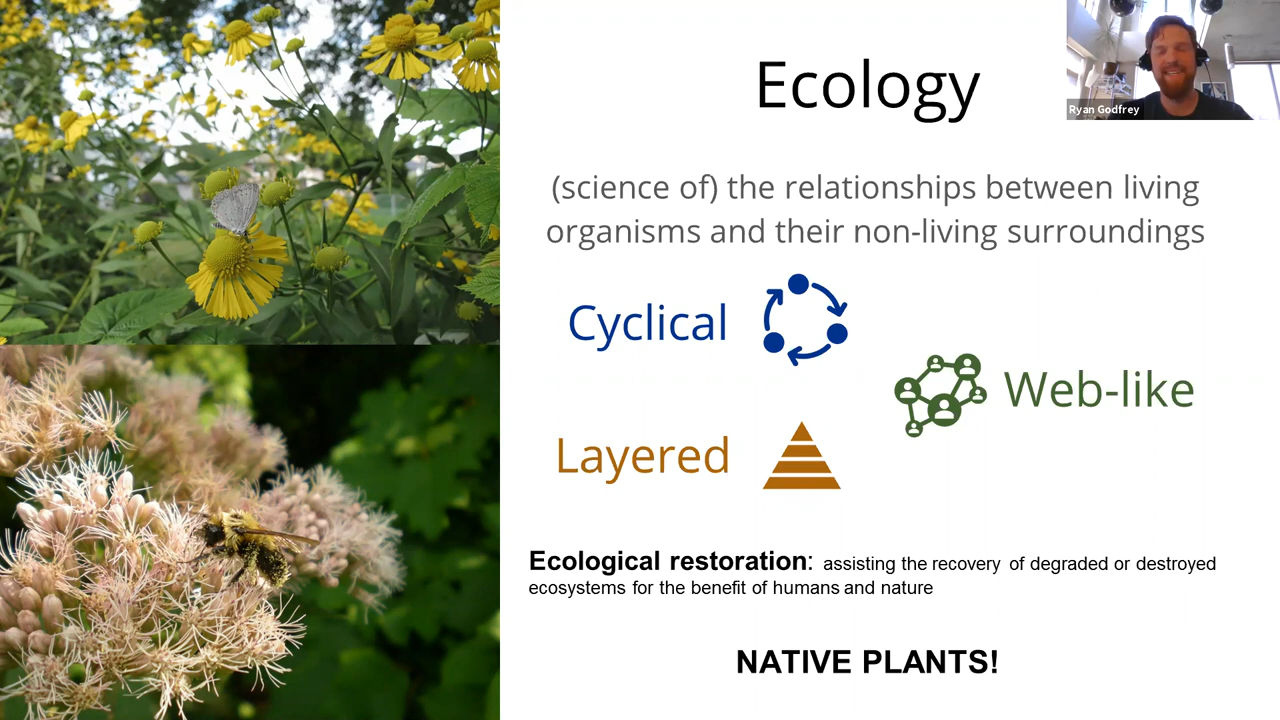 Ecology
Ryan Godfrey
(science of) the relationships between living
organisms and their non-living surroundings
Cyclical
Web-like
Layered
Ecological restoration: assisting the recovery of degraded or destroyed
ecosystems for the benefit of humans and nature
NATIVE PLANTS!